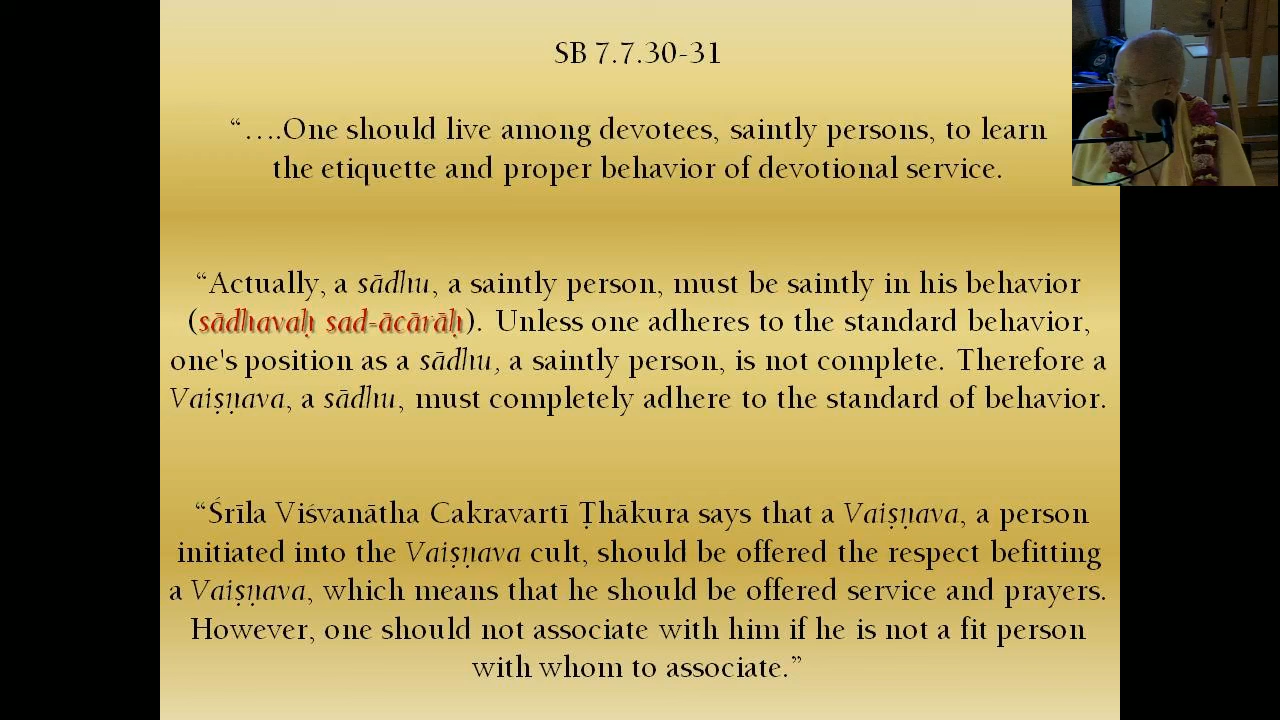 SB 7.7.30-31
“….One should live among devotees, saintly persons, to learn
the etiquette and proper behavior of devotional service.
“Actually, a sādhu, a saintly person, must be saintly in his behavior
(sādhavaḥ sad-ācārāḥ). Unless one adheres to the standard behavior,
one's position as a sādhu, a saintly person, is not complete. Therefore a
Vaiṣṇava, a sādhu, must completely adhere to the standard of behavior.
“Śrīla Viśvanātha Cakravartī Ṭhākura says that a Vaiṣṇava, a person
initiated into the Vaiṣṇava cult, should be offered the respect befitting
a Vaiṣṇava, which means that he should be offered service and prayers.
However, one should not associate with him if he is not a fit person
with whom to associate.”